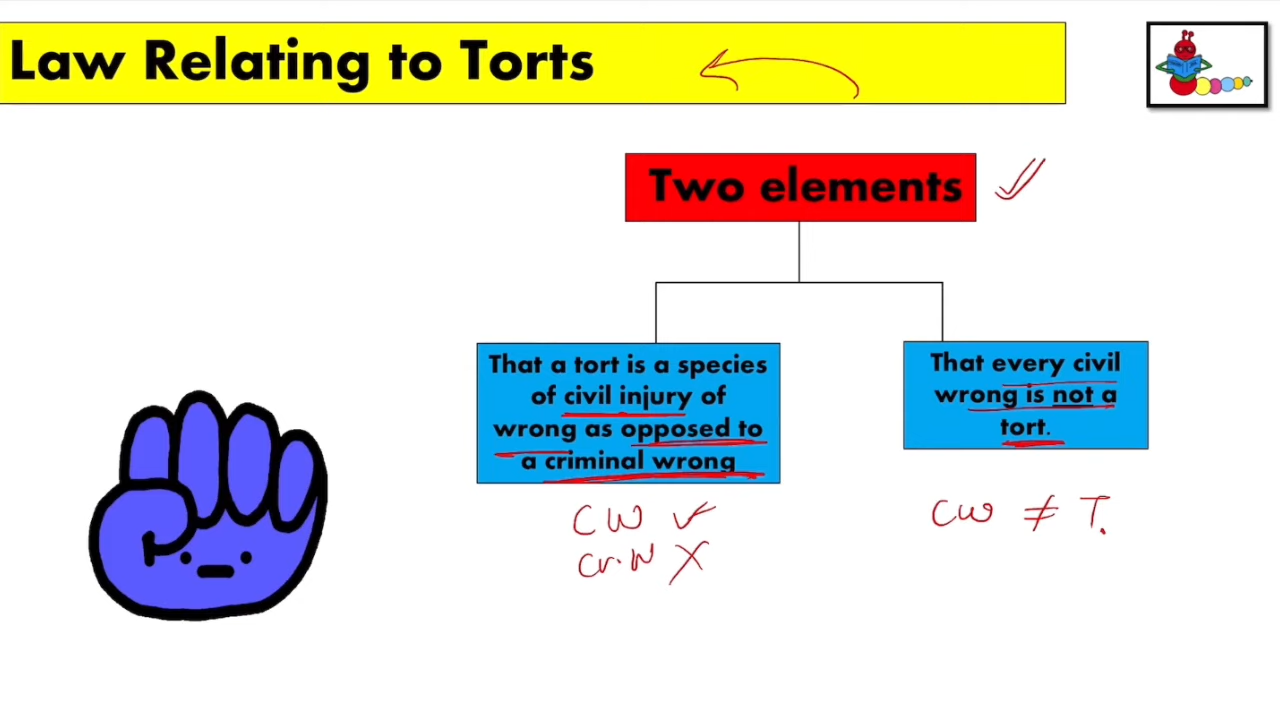 Law Relating to Torts
Two elements
That a tort is a species
of civil injury of
wrong as opposed to
a criminal wrong
That every civil
wrong is not a
tort.
CW ✓
Cr.W X
CW ≠ T.